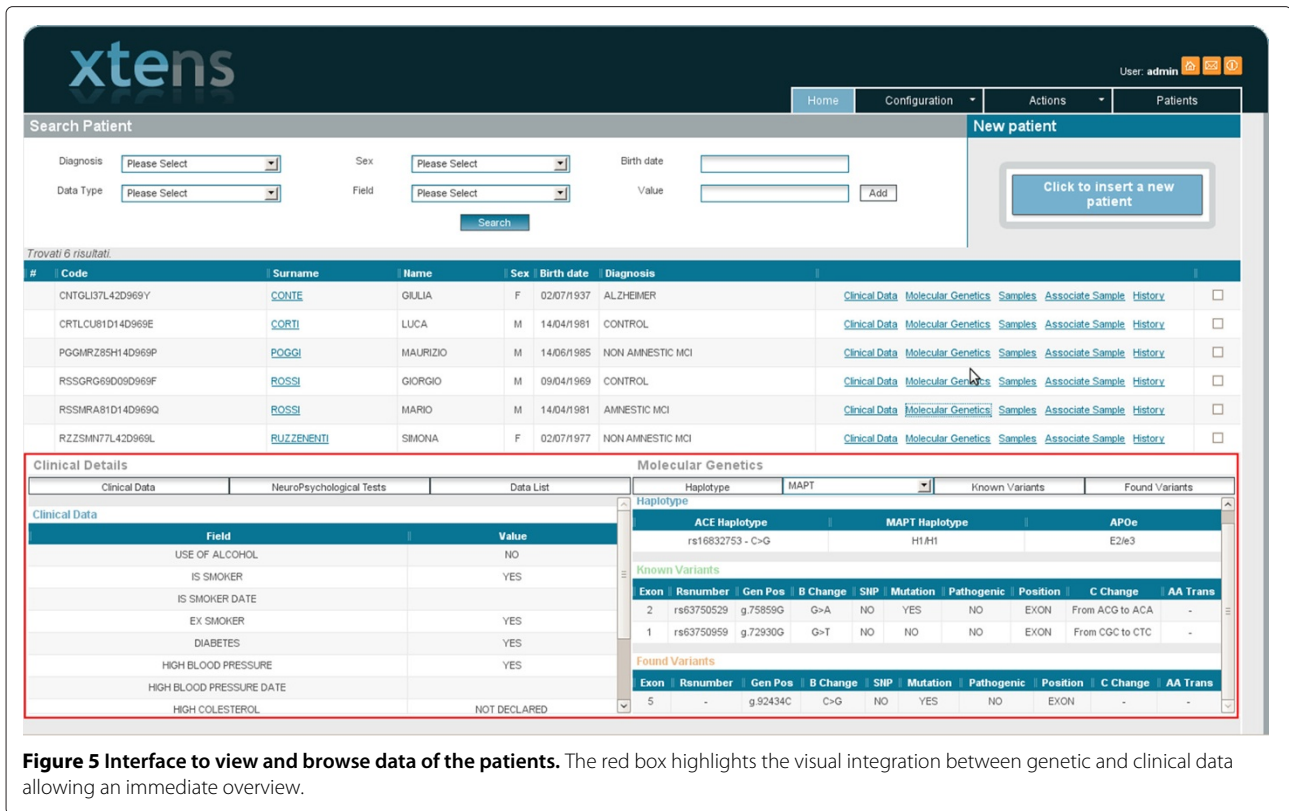 xtens
User: admin
Home Configuration Actions Patients
Search Patient New patient
Diagnosis Please Select Sex Please Select Birth date
Data Type Please Select Field Please Select Value Add
Click to insert a new
patient
Search
Trovati 6 risultati.
# Code Surname Name Sex Birth date Diagnosis
CNTGLI37L42D969Y CONTE GIULIA F 02/07/1937 ALZHEIMER Clinical Data Molecular Genetics Samples Associate Sample History
CRTLCU81D14D969E CORTI LUCA M 14/04/1981 CONTROL Clinical Data Molecular Genetics Samples Associate Sample History
PGGMRZ85H14D969P POGGI MAURIZIO M 14/06/1985 NON AMNESTIC MCI Clinical Data Molecular Genetics Samples Associate Sample History
RSSGRG69D09D969F ROSSI GIORGIO M 09/04/1969 CONTROL Clinical Data Molecular Genetics Samples Associate Sample History
RSSMRA81D14D969Q ROSSI MARIO M 14/04/1981 AMNESTIC MCI Clinical Data Molecular Genetics Samples Associate Sample History
RZZSMN77L42D969L RUZZENENTI SIMONA F 02/07/1977 NON AMNESTIC MCI Clinical Data Molecular Genetics Samples Associate Sample History
Clinical Details
Clinical Data NeuroPsychological Tests Data List
Clinical Data
Field Value
USE OF ALCOHOL NO
IS SMOKER YES
IS SMOKER DATE
EX SMOKER YES
DIABETES YES
HIGH BLOOD PRESSURE YES
HIGH BLOOD PRESSURE DATE
HIGH COLESTEROL NOT DECLARED
Molecular Genetics
Haplotype MAPT Known Variants Found Variants
Haplotype
ACE Haplotype MAPT Haplotype APOe
rs16832753 - C>G H1/H1 E2/e3
Known Variants
Exon Rsnumber Gen Pos B Change SNP Mutation Pathogenic Position C Change AA Trans
2 rs63750529 g.75859G G>A NO YES NO EXON From ACG to ACA -
1 rs63750959 g.72930G G>T NO NO NO EXON From CGC to CTC -
Found Variants
Exon Rsnumber Gen Pos B Change SNP Mutation Pathogenic Position C Change AA Trans
5 - g.92434C C>G NO YES NO EXON - -
Figure 5 Interface to view and browse data of the patients. The red box highlights the visual integration between genetic and clinical data
allowing an immediate overview.